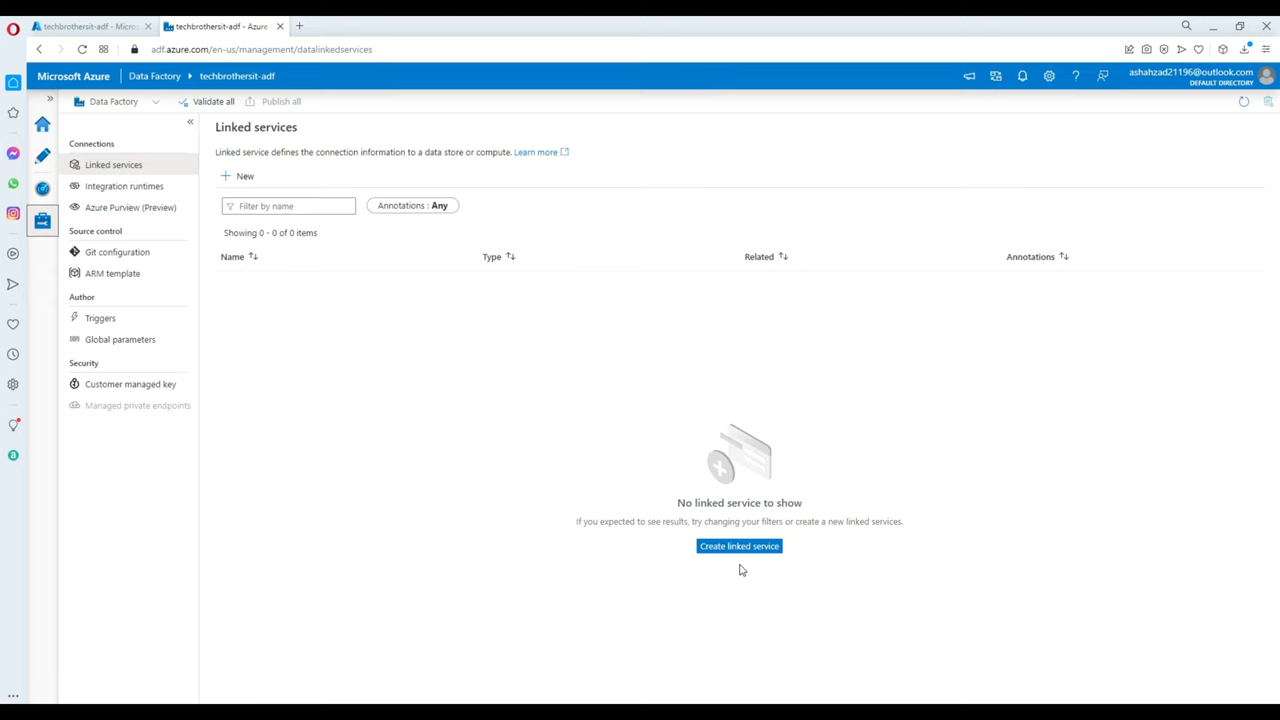 techbrothersit-adf - Micros
techbrothersit-adf - Azure
adf.azure.com/en-us/management/datalinkedservices
Microsoft Azure
Data Factory
techbrothersit-adf
ashahzad21196@outlook.com
DEFAULT DIRECTORY
Data Factory
Validate all
Publish all
Connections
Linked services
Integration runtimes
Azure Purview (Preview)
Source control
Git configuration
ARM template
Author
Triggers
Global parameters
Security
Customer managed key
Managed private endpoints
Linked services
Linked service defines the connection information to a data store or compute. Learn more
New
Filter by name
Annotations : Any
Showing 0 - 0 of 0 items
Name
Type
Related
Annotations
No linked service to show
If you expected to see results, try changing your filters or create a new linked services.
Create linked service